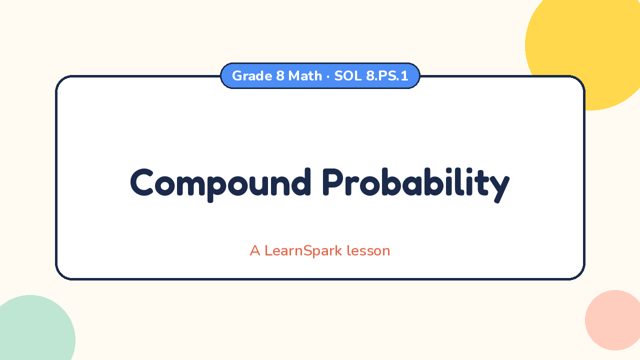 Grade 8 Math · SOL 8.PS.1
Compound Probability
A LearnSpark lesson